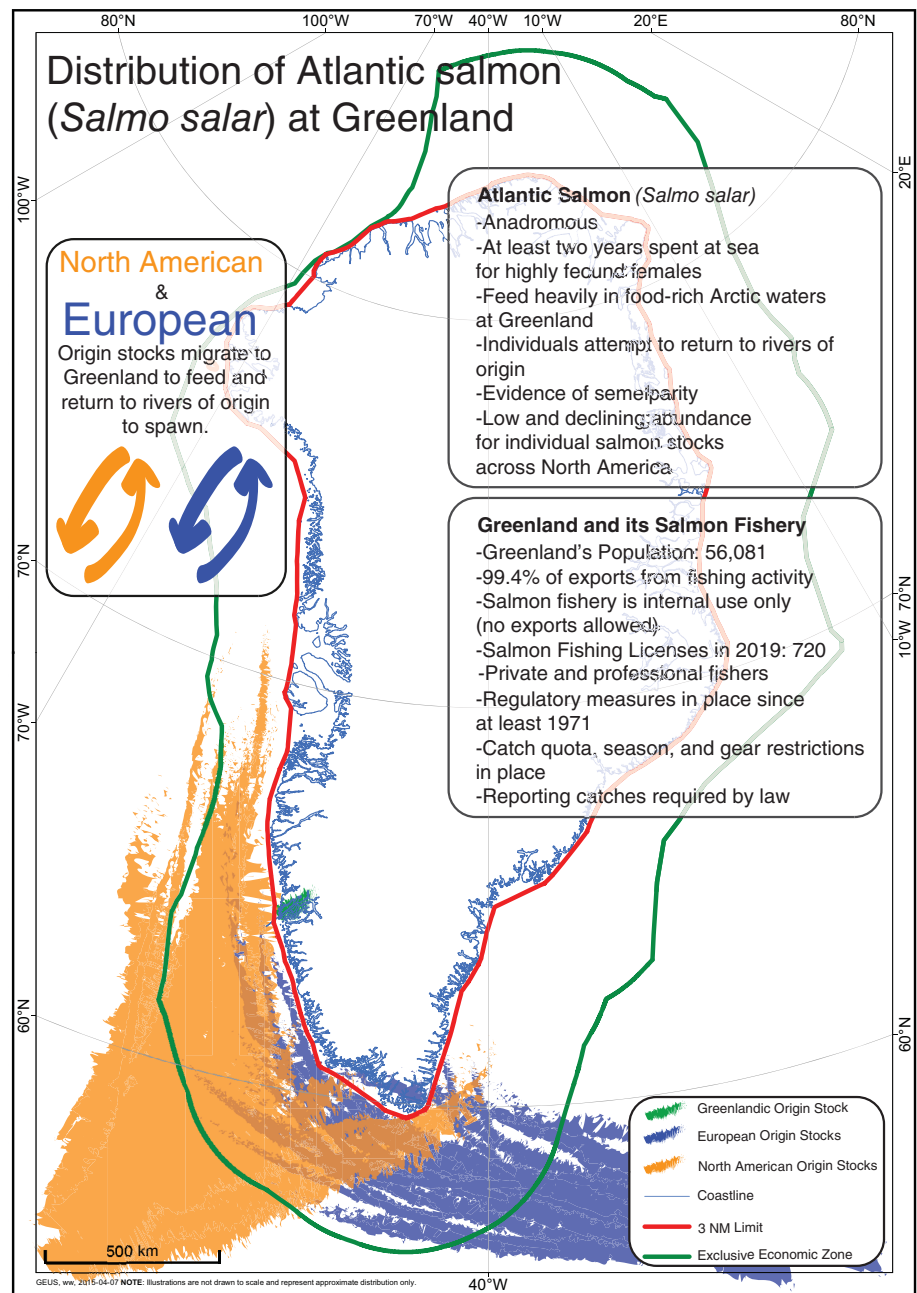 80°N 100°W 70°W 40°W 10°W 20°E 80°N
Distribution of Atlantic salmon
(Salmo salar) at Greenland
100°W
20°E
North American
&
European
Origin stocks migrate to
Greenland to feed and
return to rivers of origin
to spawn.
Atlantic Salmon (Salmo salar)
-Anadromous
-At least two years spent at sea
for highly fecund females
-Feed heavily in food-rich Arctic waters
at Greenland
-Individuals attempt to return to rivers of
origin
-Evidence of semelparity
-Low and declining abundance
for individual salmon stocks
across North America
Greenland and its Salmon Fishery
-Greenland's Population: 56,081
-99.4% of exports from fishing activity
-Salmon fishery is internal use only
(no exports allowed)
-Salmon Fishing Licenses in 2019: 720
-Private and professional fishers
-Regulatory measures in place since
at least 1971
-Catch quota, season, and gear restrictions
in place
-Reporting catches required by law
70°N
70°N
10°W
70°W
60°N
60°N
Greenlandic Origin Stock
European Origin Stocks
North American Origin Stocks
Coastline
3 NM Limit
Exclusive Economic Zone
500 km
GEUS, ww, 2015-04-07 NOTE: Illustrations are not drawn to scale and represent approximate distribution only.
40°W